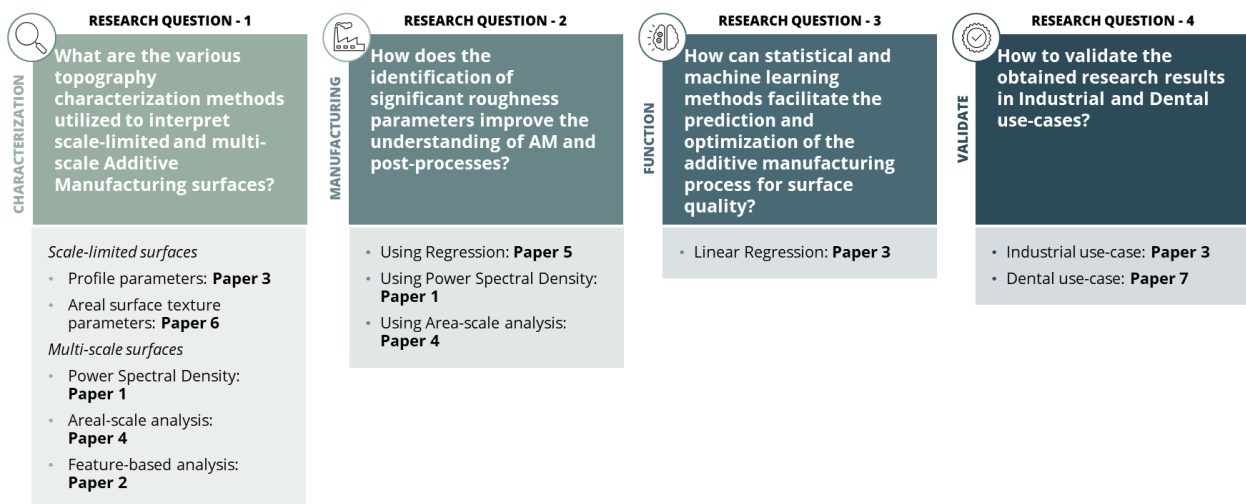 RESEARCH QUESTION - 1
CHARACTERIZATION
What are the various
topography
characterization methods
utilized to interpret
scale-limited and multi-
scale Additive
Manufacturing surfaces?
Scale-limited surfaces
• Profile parameters: Paper 3
• Areal surface texture
parameters: Paper 6
Multi-scale surfaces
• Power Spectral Density:
Paper 1
• Areal-scale analysis:
Paper 4
• Feature-based analysis:
Paper 2
RESEARCH QUESTION - 2
MANUFACTURING
How does the
identification of
significant roughness
parameters improve the
understanding of AM and
post-processes?
• Using Regression: Paper 5
• Using Power Spectral Density:
Paper 1
• Using Area-scale analysis:
Paper 4
RESEARCH QUESTION - 3
FUNCTION
How can statistical and
machine learning
methods facilitate the
prediction and
optimization of the
additive manufacturing
process for surface
quality?
• Linear Regression: Paper 3
RESEARCH QUESTION - 4
VALIDATE
How to validate the
obtained research results
in Industrial and Dental
use-cases?
• Industrial use-case: Paper 3
• Dental use-case: Paper 7